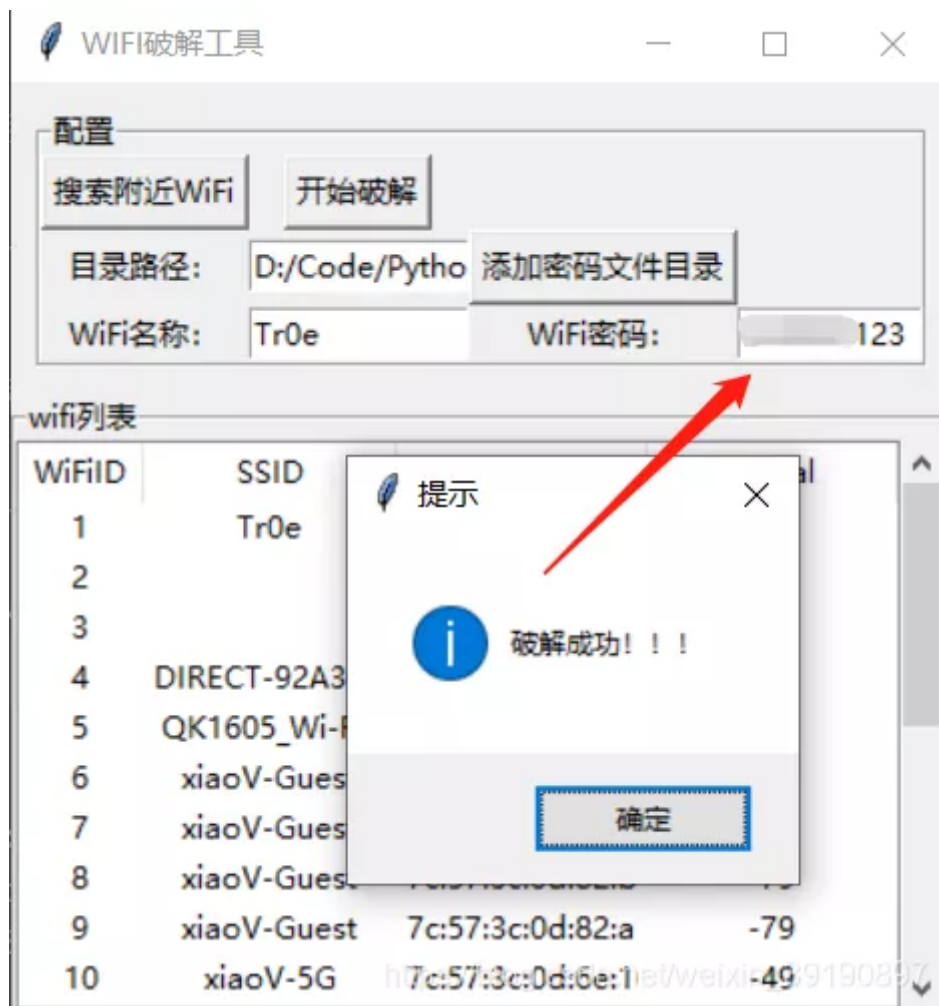 WIFI破解工具
配置
搜索附近WiFi 开始破解
目录路径： D:/Code/Pytho 添加密码文件目录
WiFi名称： Tr0e WiFi密码： 123
wifi列表
WiFiID SSID al
1 Tr0e
2
3
4 DIRECT-92A3
5 QK1605_Wi-F
6 xiaoV-Gues
7 xiaoV-Gues
8 xiaoV-Guest
9 xiaoV-Guest 7c:57:3c:0d:82:a -79
10 xiaoV-5G 7c:57:3c:0d:6e:1 -49
提示
破解成功！！！
确定